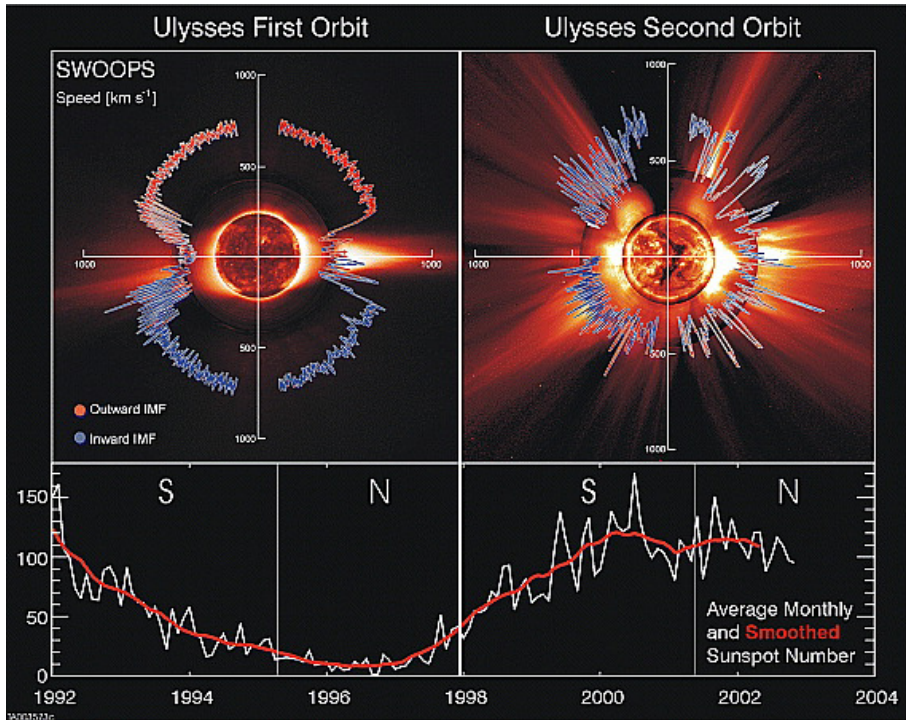 Ulysses First Orbit
Ulysses Second Orbit
SWOOPS
Speed [km s⁻¹]
1000
500
1000
1000
500
1000
Outward IMF
Inward IMF
1000
500
1000
1000
500
1000
S
N
S
N
150
100
50
0
Average Monthly
and Smoothed
Sunspot Number
1992
1994
1996
1998
2000
2002
2004